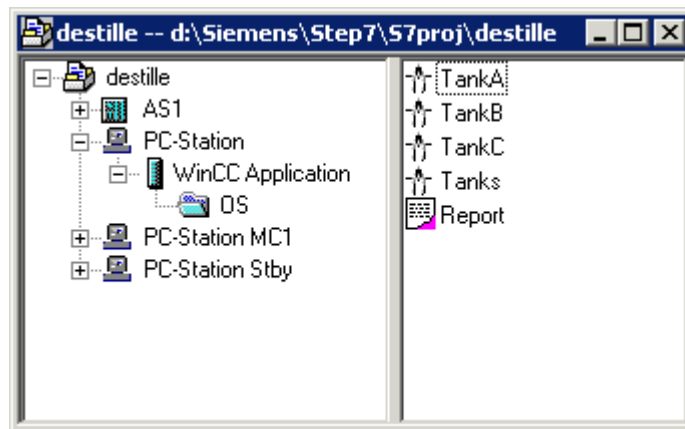 destille -- d:\Siemens\Step7\S7proj\destille
destille
AS1
PC-Station
WinCC Application
OS
PC-Station MC1
PC-Station Stby
TankA
TankB
TankC
Tanks
Report